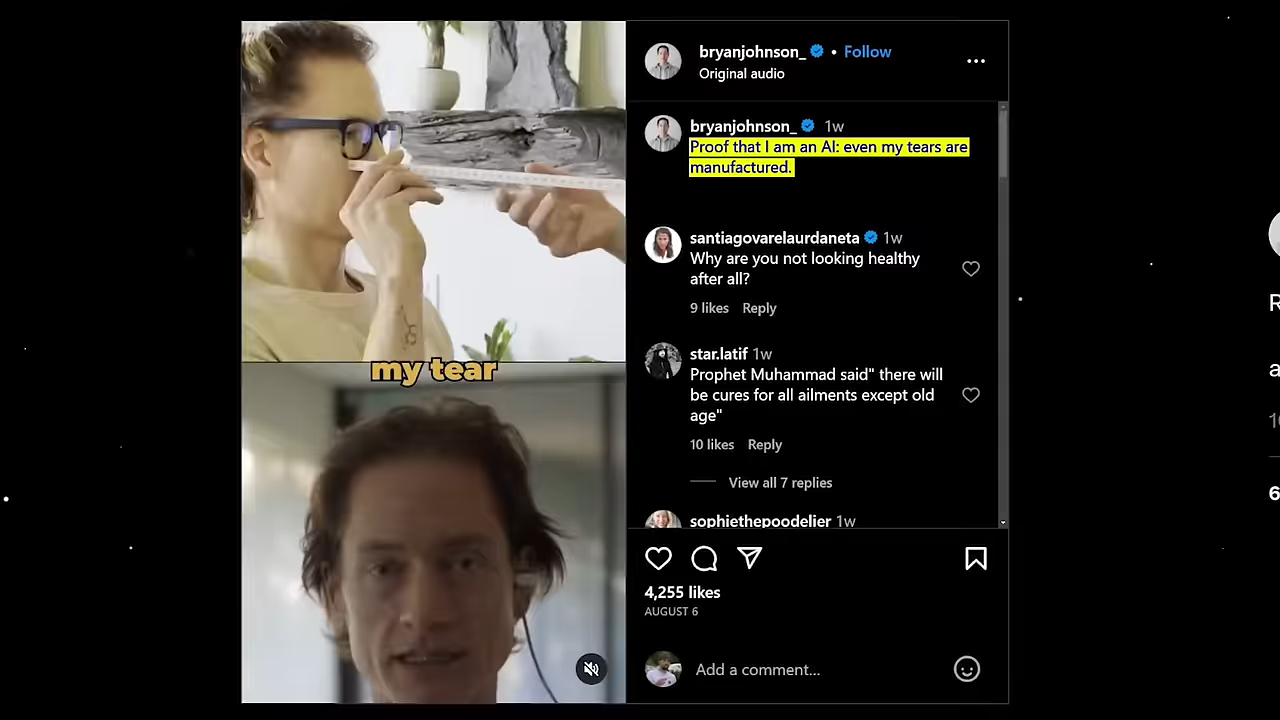 bryanjohnson_ • Follow
Original audio
bryanjohnson_ 1w
Proof that I am an AI: even my tears are
manufactured.
santiagovarelaurdaneta 1w
Why are you not looking healthy
after all?
9 likes Reply
star.latif 1w
Prophet Muhammad said" there will
be cures for all ailments except old
age"
10 likes Reply
View all 7 replies
sophiethepoodelier 1w
4,255 likes
AUGUST 6
Add a comment...
my tear